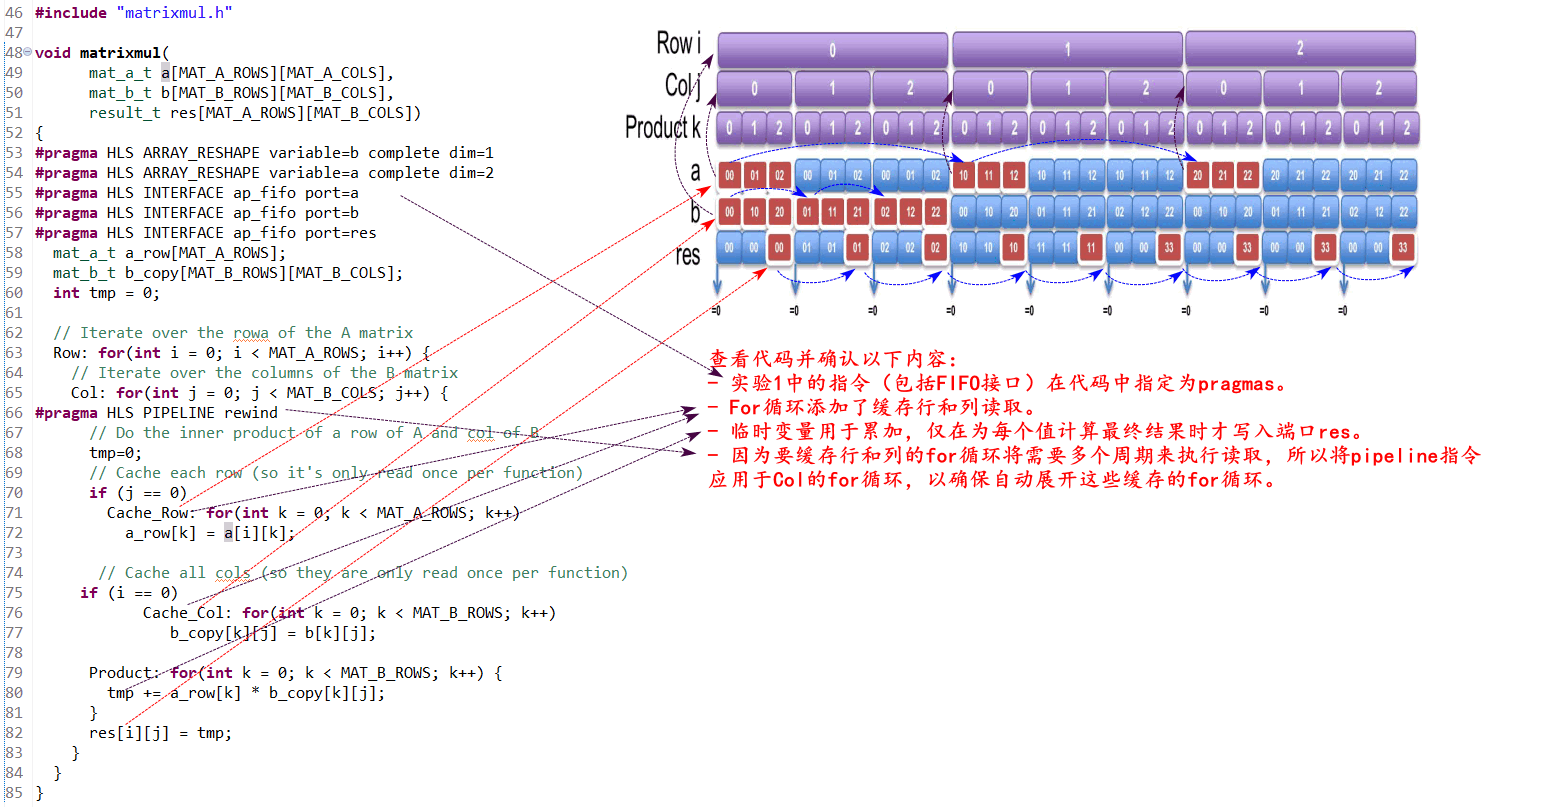 46 #include "matrixmul.h"
47
48 void matrixmul(
49 mat_a_t a[MAT_A_ROWS][MAT_A_COLS],
50 mat_b_t b[MAT_B_ROWS][MAT_B_COLS],
51 result_t res[MAT_A_ROWS][MAT_B_COLS])
52 {
53 #pragma HLS ARRAY_RESHAPE variable=b complete dim=1
54 #pragma HLS ARRAY_RESHAPE variable=a complete dim=2
55 #pragma HLS INTERFACE ap_fifo port=a
56 #pragma HLS INTERFACE ap_fifo port=b
57 #pragma HLS INTERFACE ap_fifo port=res
58 mat_a_t a_row[MAT_A_ROWS];
59 mat_b_t b_copy[MAT_B_ROWS][MAT_B_COLS];
60 int tmp = 0;
61
62 // Iterate over the rowa of the A matrix
63 Row: for(int i = 0; i < MAT_A_ROWS; i++) {
64 // Iterate over the columns of the B matrix
65 Col: for(int j = 0; j < MAT_B_COLS; j++) {
66 #pragma HLS PIPELINE rewind
67 // Do the inner product of a row of A and col of B
68 tmp=0;
69 // Cache each row (so it's only read once per function)
70 if (j == 0)
71 Cache_Row: for(int k = 0; k < MAT_A_ROWS; k++)
72 a_row[k] = a[i][k];
73
74 // Cache all cols (so they are only read once per function)
75 if (i == 0)
76 Cache_Col: for(int k = 0; k < MAT_B_ROWS; k++)
77 b_copy[k][j] = b[k][j];
78
79 Product: for(int k = 0; k < MAT_B_ROWS; k++) {
80 tmp += a_row[k] * b_copy[k][j];
81 }
82 res[i][j] = tmp;
83 }
84 }
85 }
Row i 0 1 2
Col j 0 1 2 0 1 2 0 1 2
Product k 0 1 2 0 1 2 0 1 2 0 1 2 0 1 2 0 1 2 0 1 2 0 1 2 0 1 2
a 00 01 02 00 01 02 00 01 02 10 11 12 10 11 12 10 11 12 20 21 22 20 21 22 20 21 22
b 00 10 20 01 11 21 02 12 22 00 10 20 01 11 21 02 12 22 00 10 20 01 11 21 02 12 22
res 00 00 00 01 01 01 02 02 02 10 10 10 11 11 11 00 00 33 00 00 33 00 00 33 00 00 33
=0 =0 =0 =0 =0 =0 =0 =0 =0
查看代码并确认以下内容：
- 实验1中的指令（包括FIFO接口）在代码中指定为pragmas。
- For循环添加了缓存行和列读取。
- 临时变量用于累加，仅在为每个值计算最终结果时才写入端口res。
- 因为要缓存行和列的for循环将需要多个周期来执行读取，所以将pipeline指令
应用于Col的for循环，以确保自动展开这些缓存的for循环。